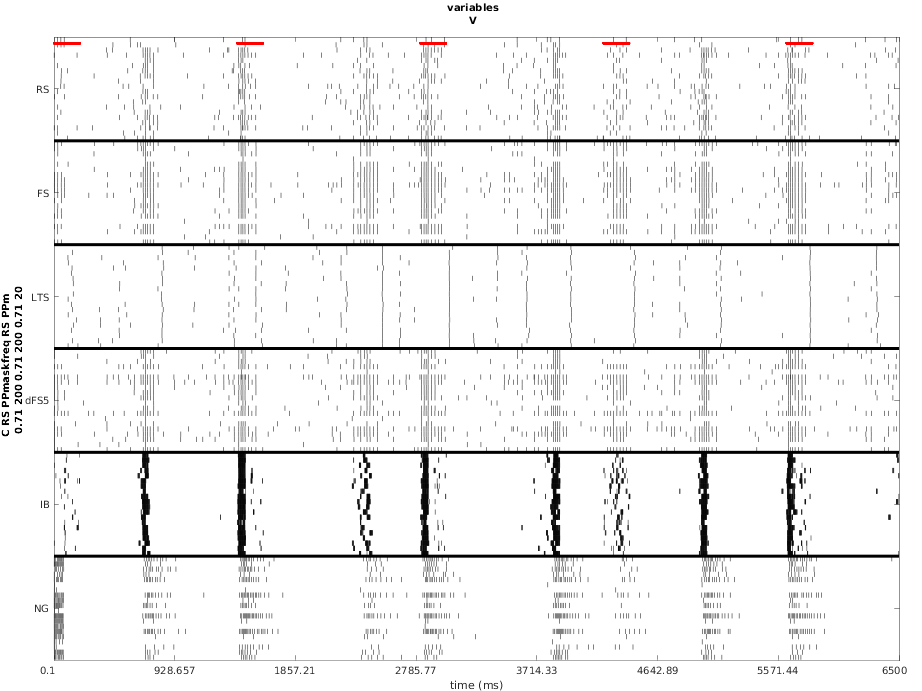 variables
V
C RS PPmaskfreq RS PPm
0.71 200 0.71 200 0.71 20
RS
FS
LTS
dFS5
IB
NG
0.1 928.657 1857.21 2785.77 3714.33 4642.89 5571.44 6500
time (ms)